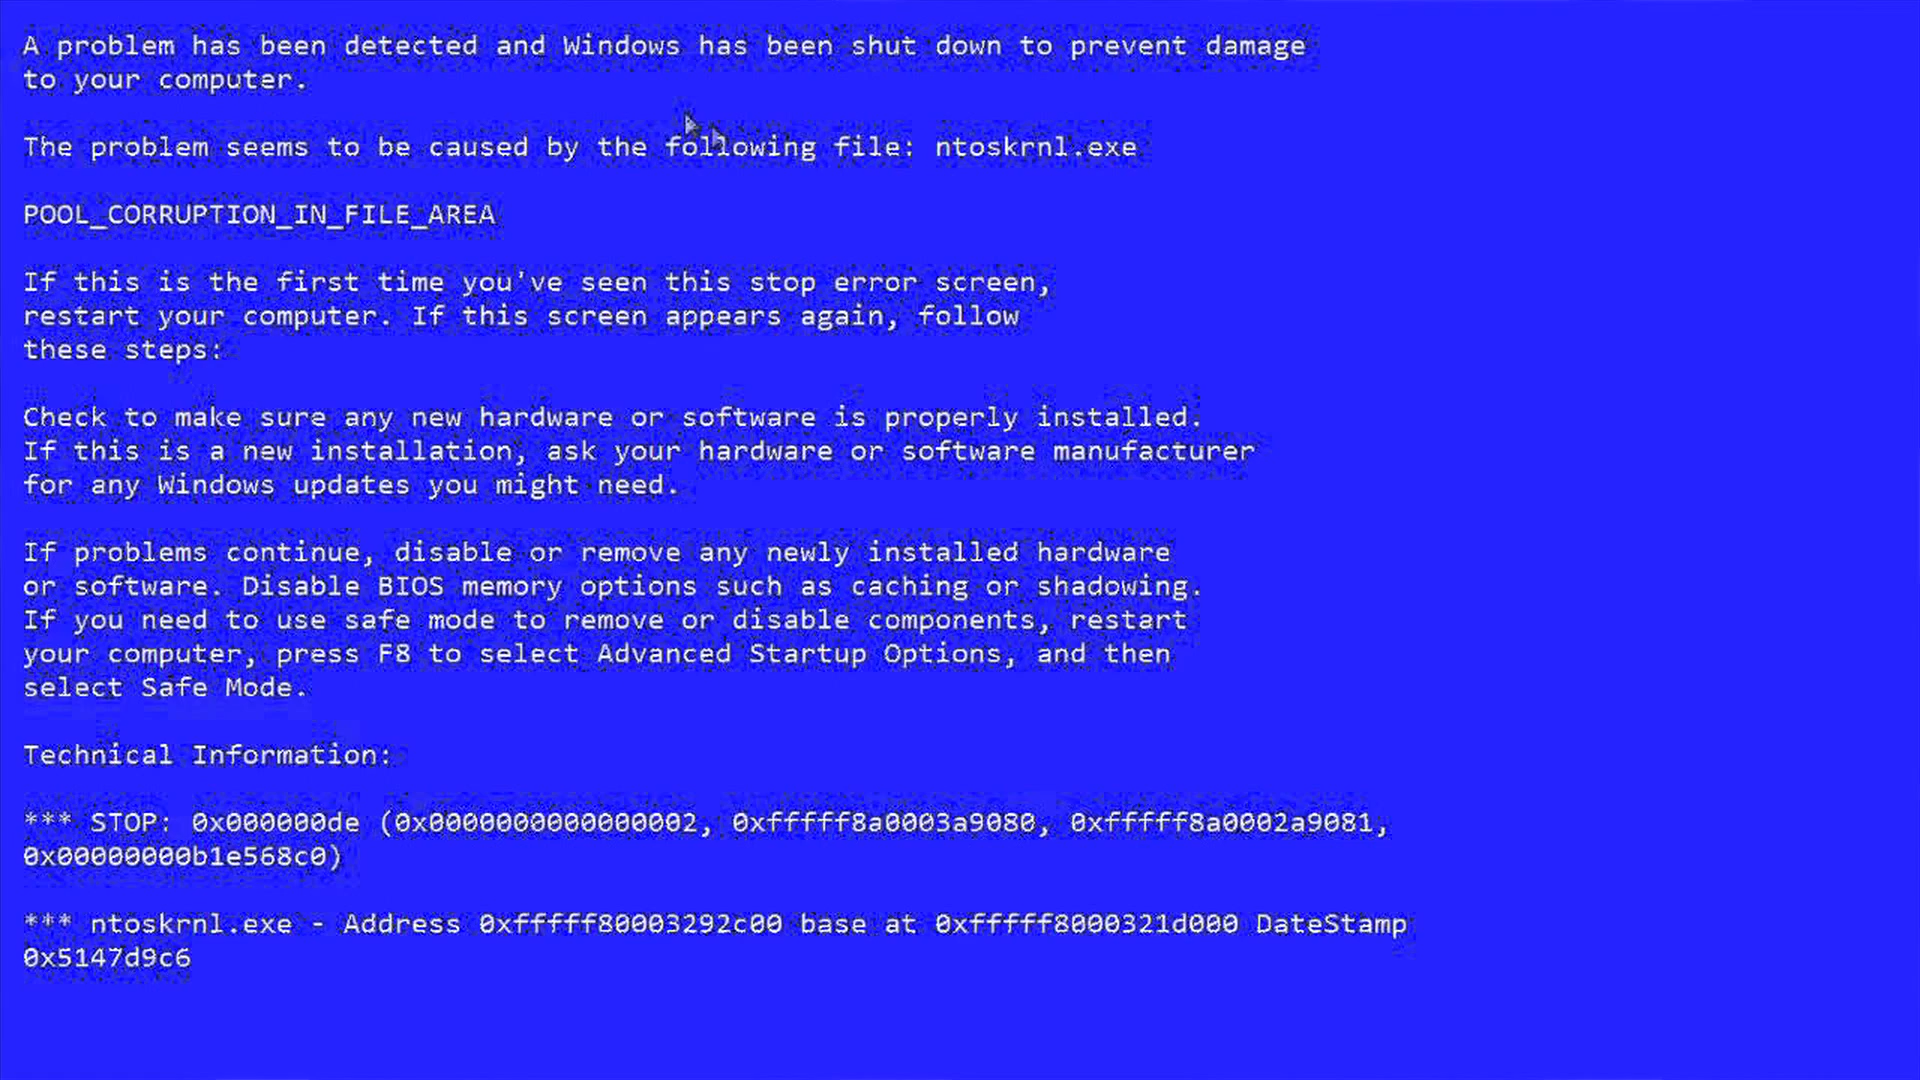 A problem has been detected and Windows has been shut down to prevent damage
to your computer.
The problem seems to be caused by the following file: ntoskrnl.exe
POOL_CORRUPTION_IN_FILE_AREA
If this is the first time you've seen this stop error screen,
restart your computer. If this screen appears again, follow
these steps:
Check to make sure any new hardware or software is properly installed.
If this is a new installation, ask your hardware or software manufacturer
for any Windows updates you might need.
If problems continue, disable or remove any newly installed hardware
or software. Disable BIOS memory options such as caching or shadowing.
If you need to use safe mode to remove or disable components, restart
your computer, press F8 to select Advanced Startup Options, and then
select Safe Mode.
Technical Information:
*** STOP: 0x000000de (0x0000000000000002, 0xfffff8a0003a9080, 0xfffff8a0002a9081,
0x00000000b1e568c0)
*** ntoskrnl.exe - Address 0xfffff80003292c00 base at 0xfffff8000321d000 DateStamp
0x5147d9c6